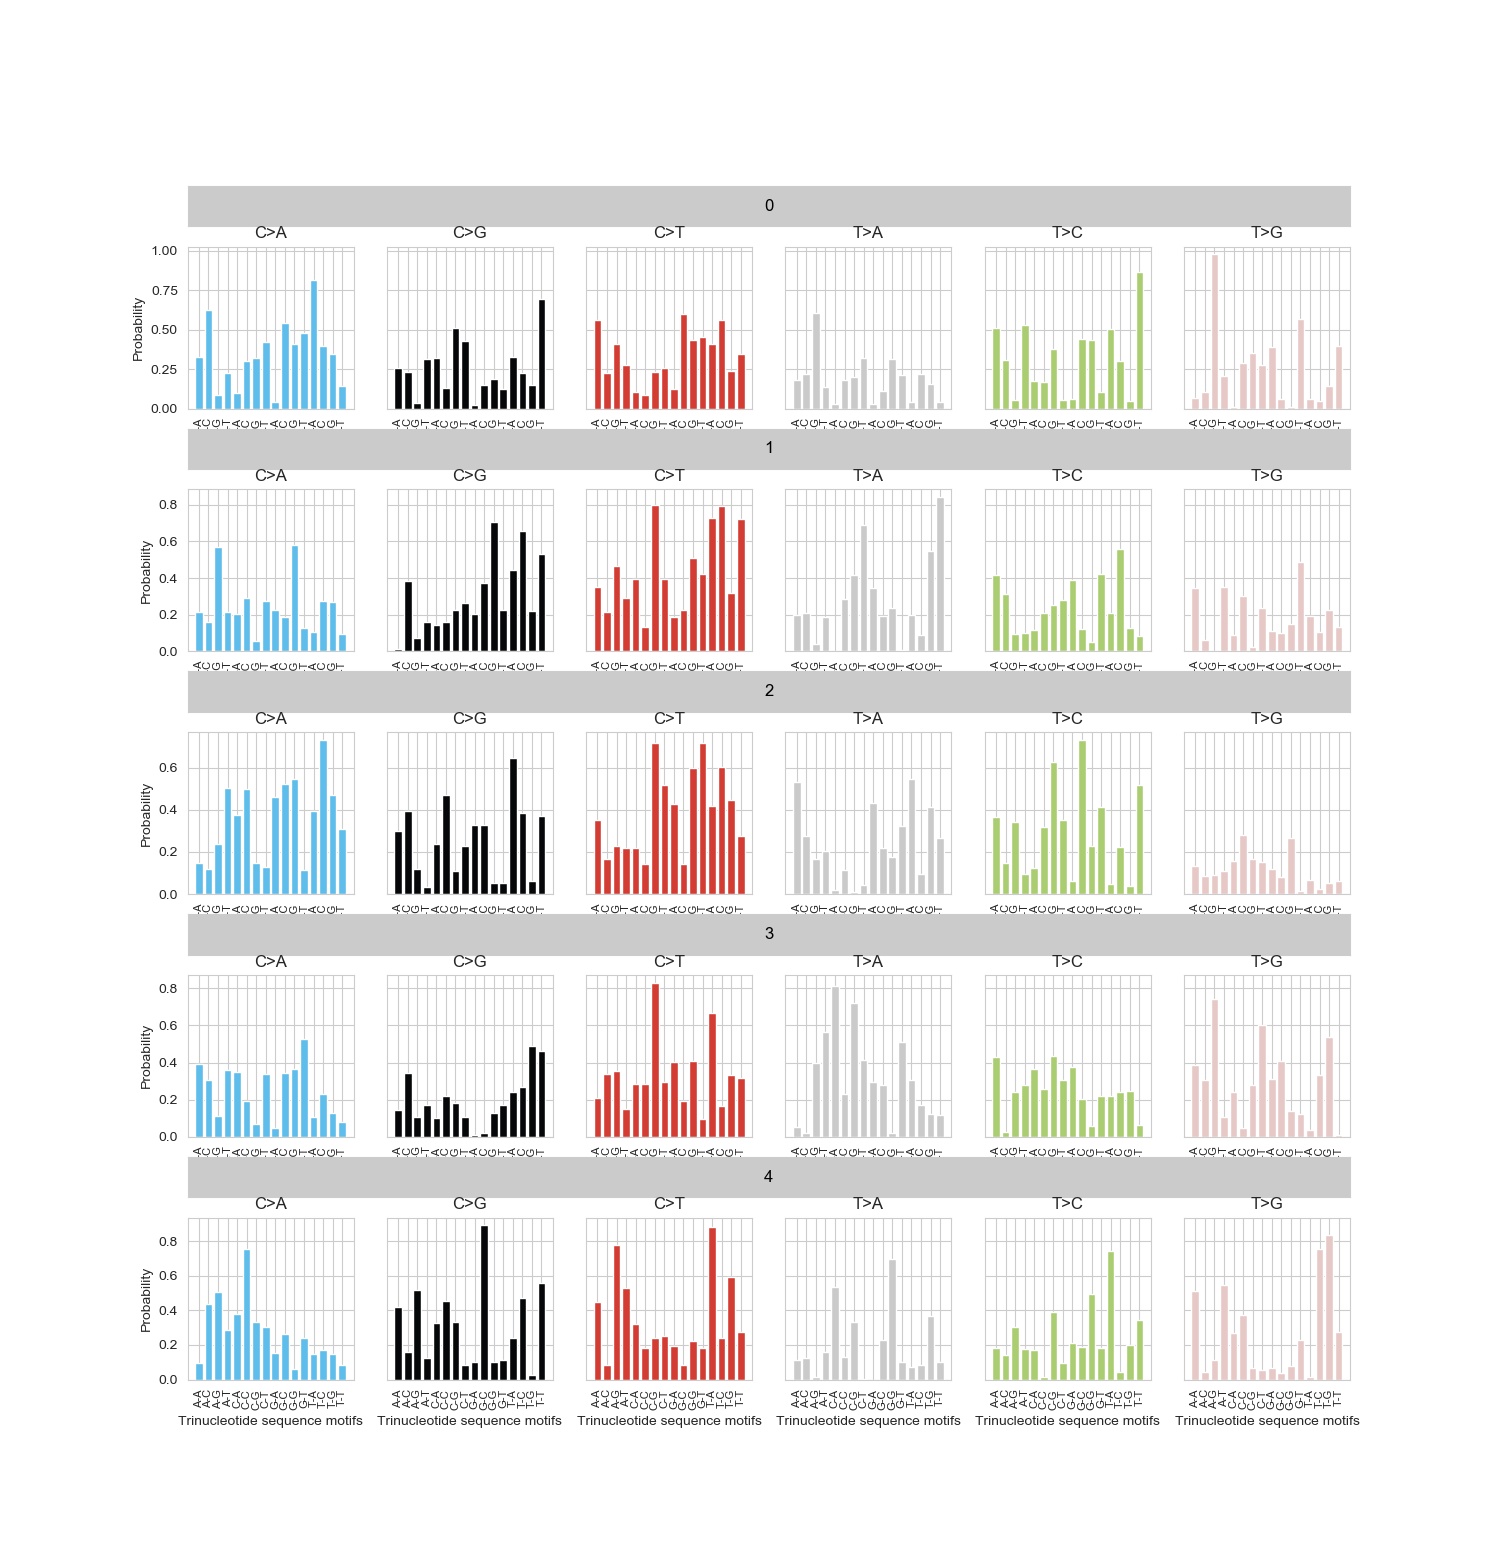 0
C>A C>G C>T T>A T>C T>G
1.00
0.75
0.50
0.25
0.00
Probability
-A -C -G -T -A -C -G -T -A -C -G -T -A -C -G -T -A -C -G -T -A -C -G -T -A -C -G -T -A -C -G -T -A -C -G -T -A -C -G -T -A -C -G -T -A -C -G -T -A -C -G -T -A -C -G -T -A -C -G -T -A -C -G -T -A -C -G -T -A -C -G -T -A -C -G -T -A -C -G -T -A -C -G -T -A -C -G -T -A -C -G -T -A -C -G -T
1
C>A C>G C>T T>A T>C T>G
0.8
0.6
0.4
0.2
0.0
Probability
2
C>A C>G C>T T>A T>C T>G
0.6
0.4
0.2
0.0
Probability
3
C>A C>G C>T T>A T>C T>G
0.8
0.6
0.4
0.2
0.0
Probability
4
C>A C>G C>T T>A T>C T>G
0.8
0.6
0.4
0.2
0.0
Probability
A-A A-C A-G A-T C-A C-C C-G C-T G-A G-C G-G G-T T-A T-C T-G T-T A-A A-C A-G A-T C-A C-C C-G C-T G-A G-C G-G G-T T-A T-C T-G T-T A-A A-C A-G A-T C-A C-C C-G C-T G-A G-C G-G G-T T-A T-C T-G T-T A-A A-C A-G A-T C-A C-C C-G C-T G-A G-C G-G G-T T-A T-C T-G T-T A-A A-C A-G A-T C-A C-C C-G C-T G-A G-C G-G G-T T-A T-C T-G T-T A-A A-C A-G A-T C-A C-C C-G C-T G-A G-C G-G G-T T-A T-C T-G T-T
Trinucleotide sequence motifs Trinucleotide sequence motifs Trinucleotide sequence motifs Trinucleotide sequence motifs Trinucleotide sequence motifs Trinucleotide sequence motifs